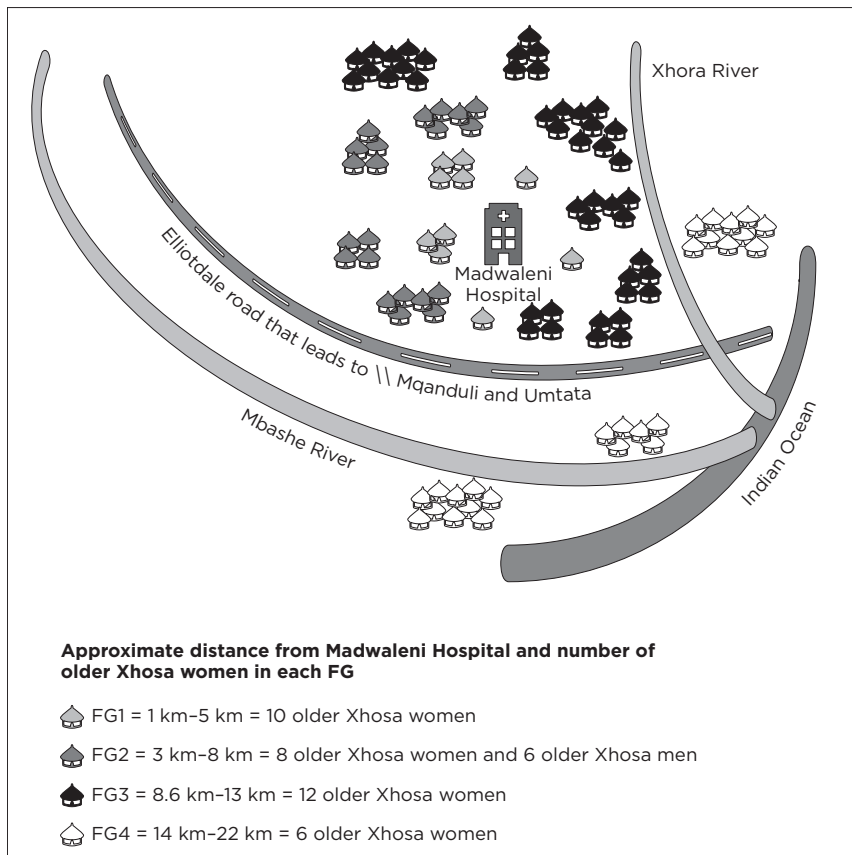 Xhora River
Madwaleni
Hospital
Elliotdale road that leads to \\ Mqanduli and Umtata
Mbashe River
Indian Ocean
Approximate distance from Madwaleni Hospital and number of
older Xhosa women in each FG
FG1 = 1 km–5 km = 10 older Xhosa women
FG2 = 3 km–8 km = 8 older Xhosa women and 6 older Xhosa men
FG3 = 8.6 km–13 km = 12 older Xhosa women
FG4 = 14 km–22 km = 6 older Xhosa women